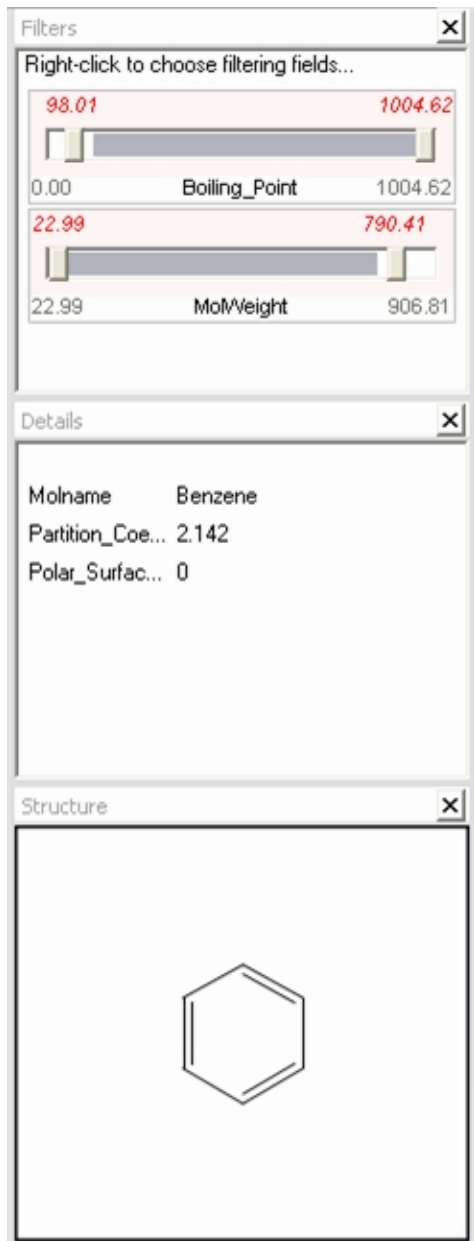 Filters
Right-click to choose filtering fields...
98.01 1004.62
0.00 Boiling_Point 1004.62
22.99 790.41
22.99 MolWeight 906.81
Details
Molname Benzene
Partition_Coe... 2.142
Polar_Surfac... 0
Structure